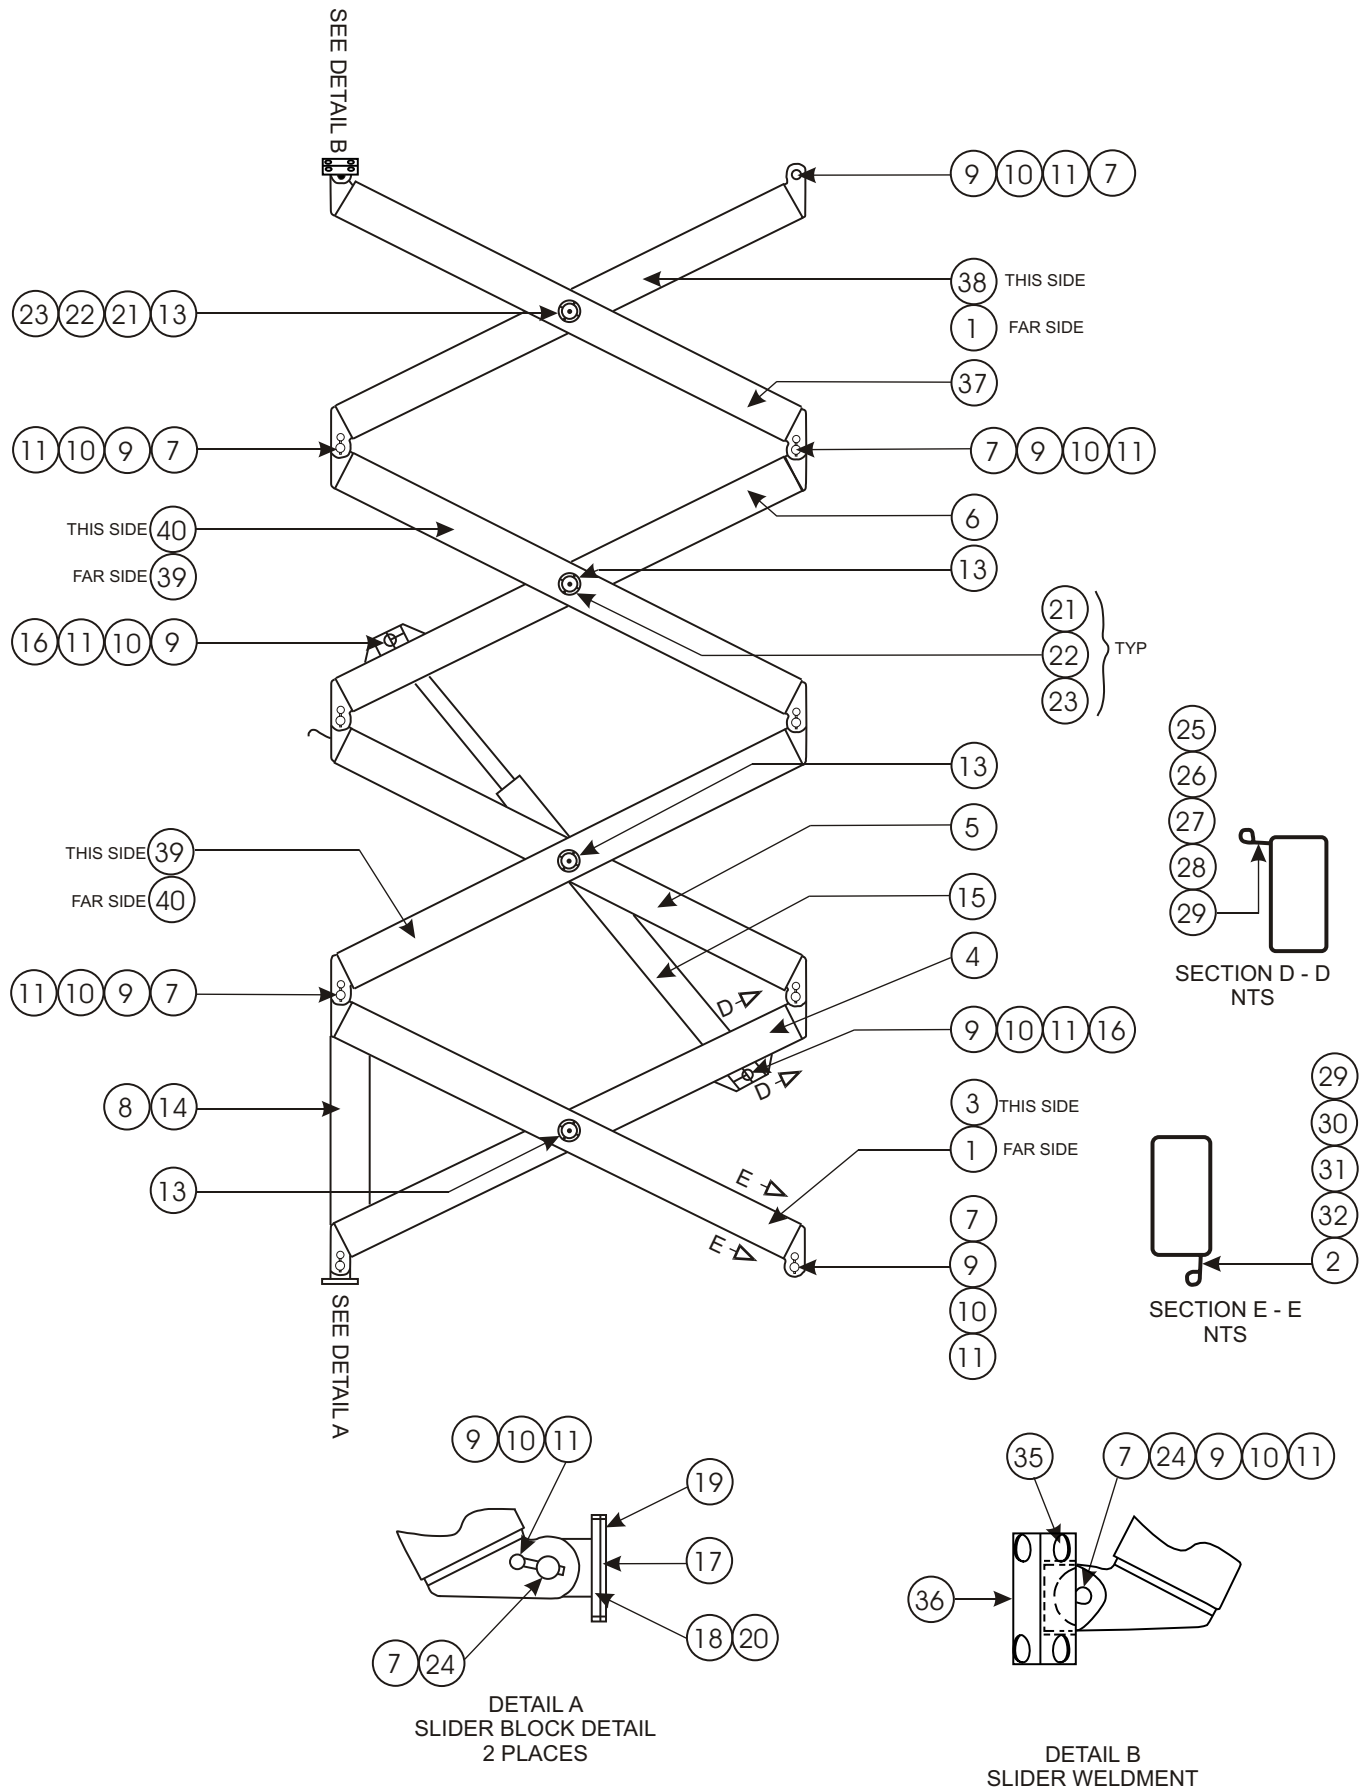 SEE DETAIL B
9 10 11 7
38 THIS SIDE
1 FAR SIDE
23 22 21 13
37
11 10 9 7
7 9 10 11
6
THIS SIDE 40
13
FAR SIDE 39
21
22
23
TYP
16 11 10 9
25
26
27
28
29
SECTION D - D
NTS
13
5
THIS SIDE 39
FAR SIDE 40
15
4
11 10 9 7
D
9 10 11 16
D
8 14
3 THIS SIDE
1 FAR SIDE
13
E
E
7
9
10
11
29
30
31
32
2
SECTION E - E
NTS
SEE DETAIL A
9 10 11
19
17
18 20
7 24
DETAIL A
SLIDER BLOCK DETAIL
2 PLACES
35
7 24 9 10 11
36
DETAIL B
SLIDER WELDMENT